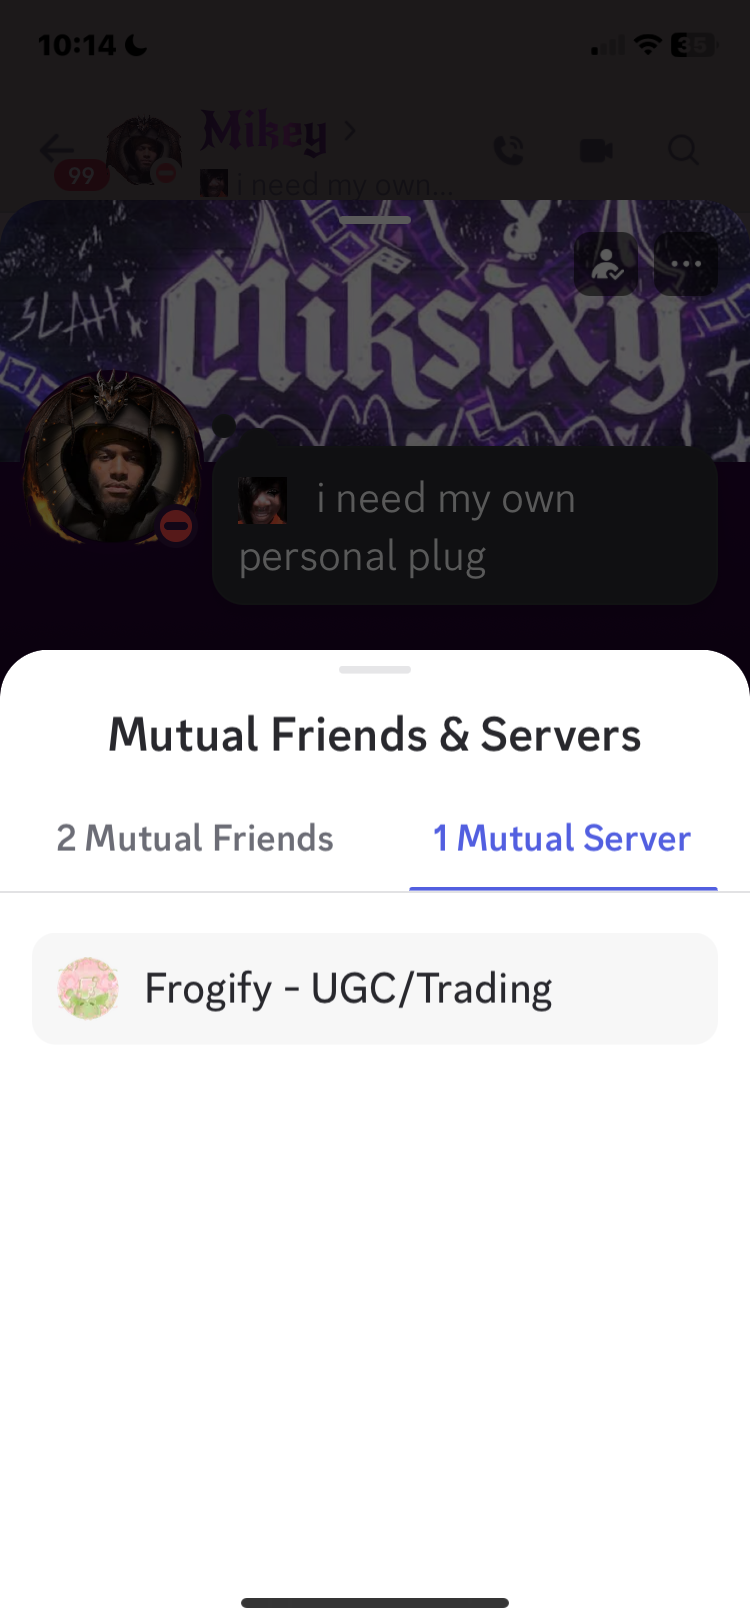 10:14
35
Mikey
99
i need my own...
SLAH
Miksixy
i need my own
personal plug
Mutual Friends & Servers
2 Mutual Friends
1 Mutual Server
Frogify - UGC/Trading